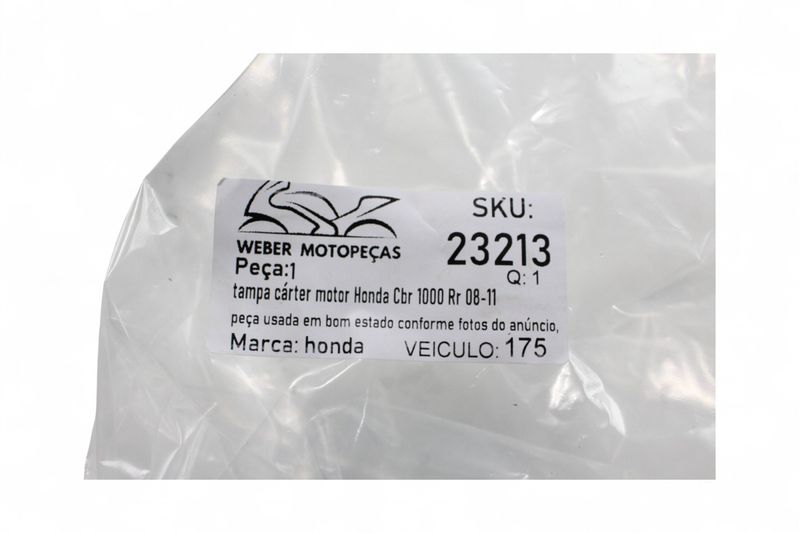 WEBER MOTOPEÇAS
SKU:
23213
Q: 1
Peça:1
tampa cárter motor Honda Cbr 1000 Rr 08-11
peça usada em bom estado conforme fotos do anúncio,
Marca: honda VEICULO: 175